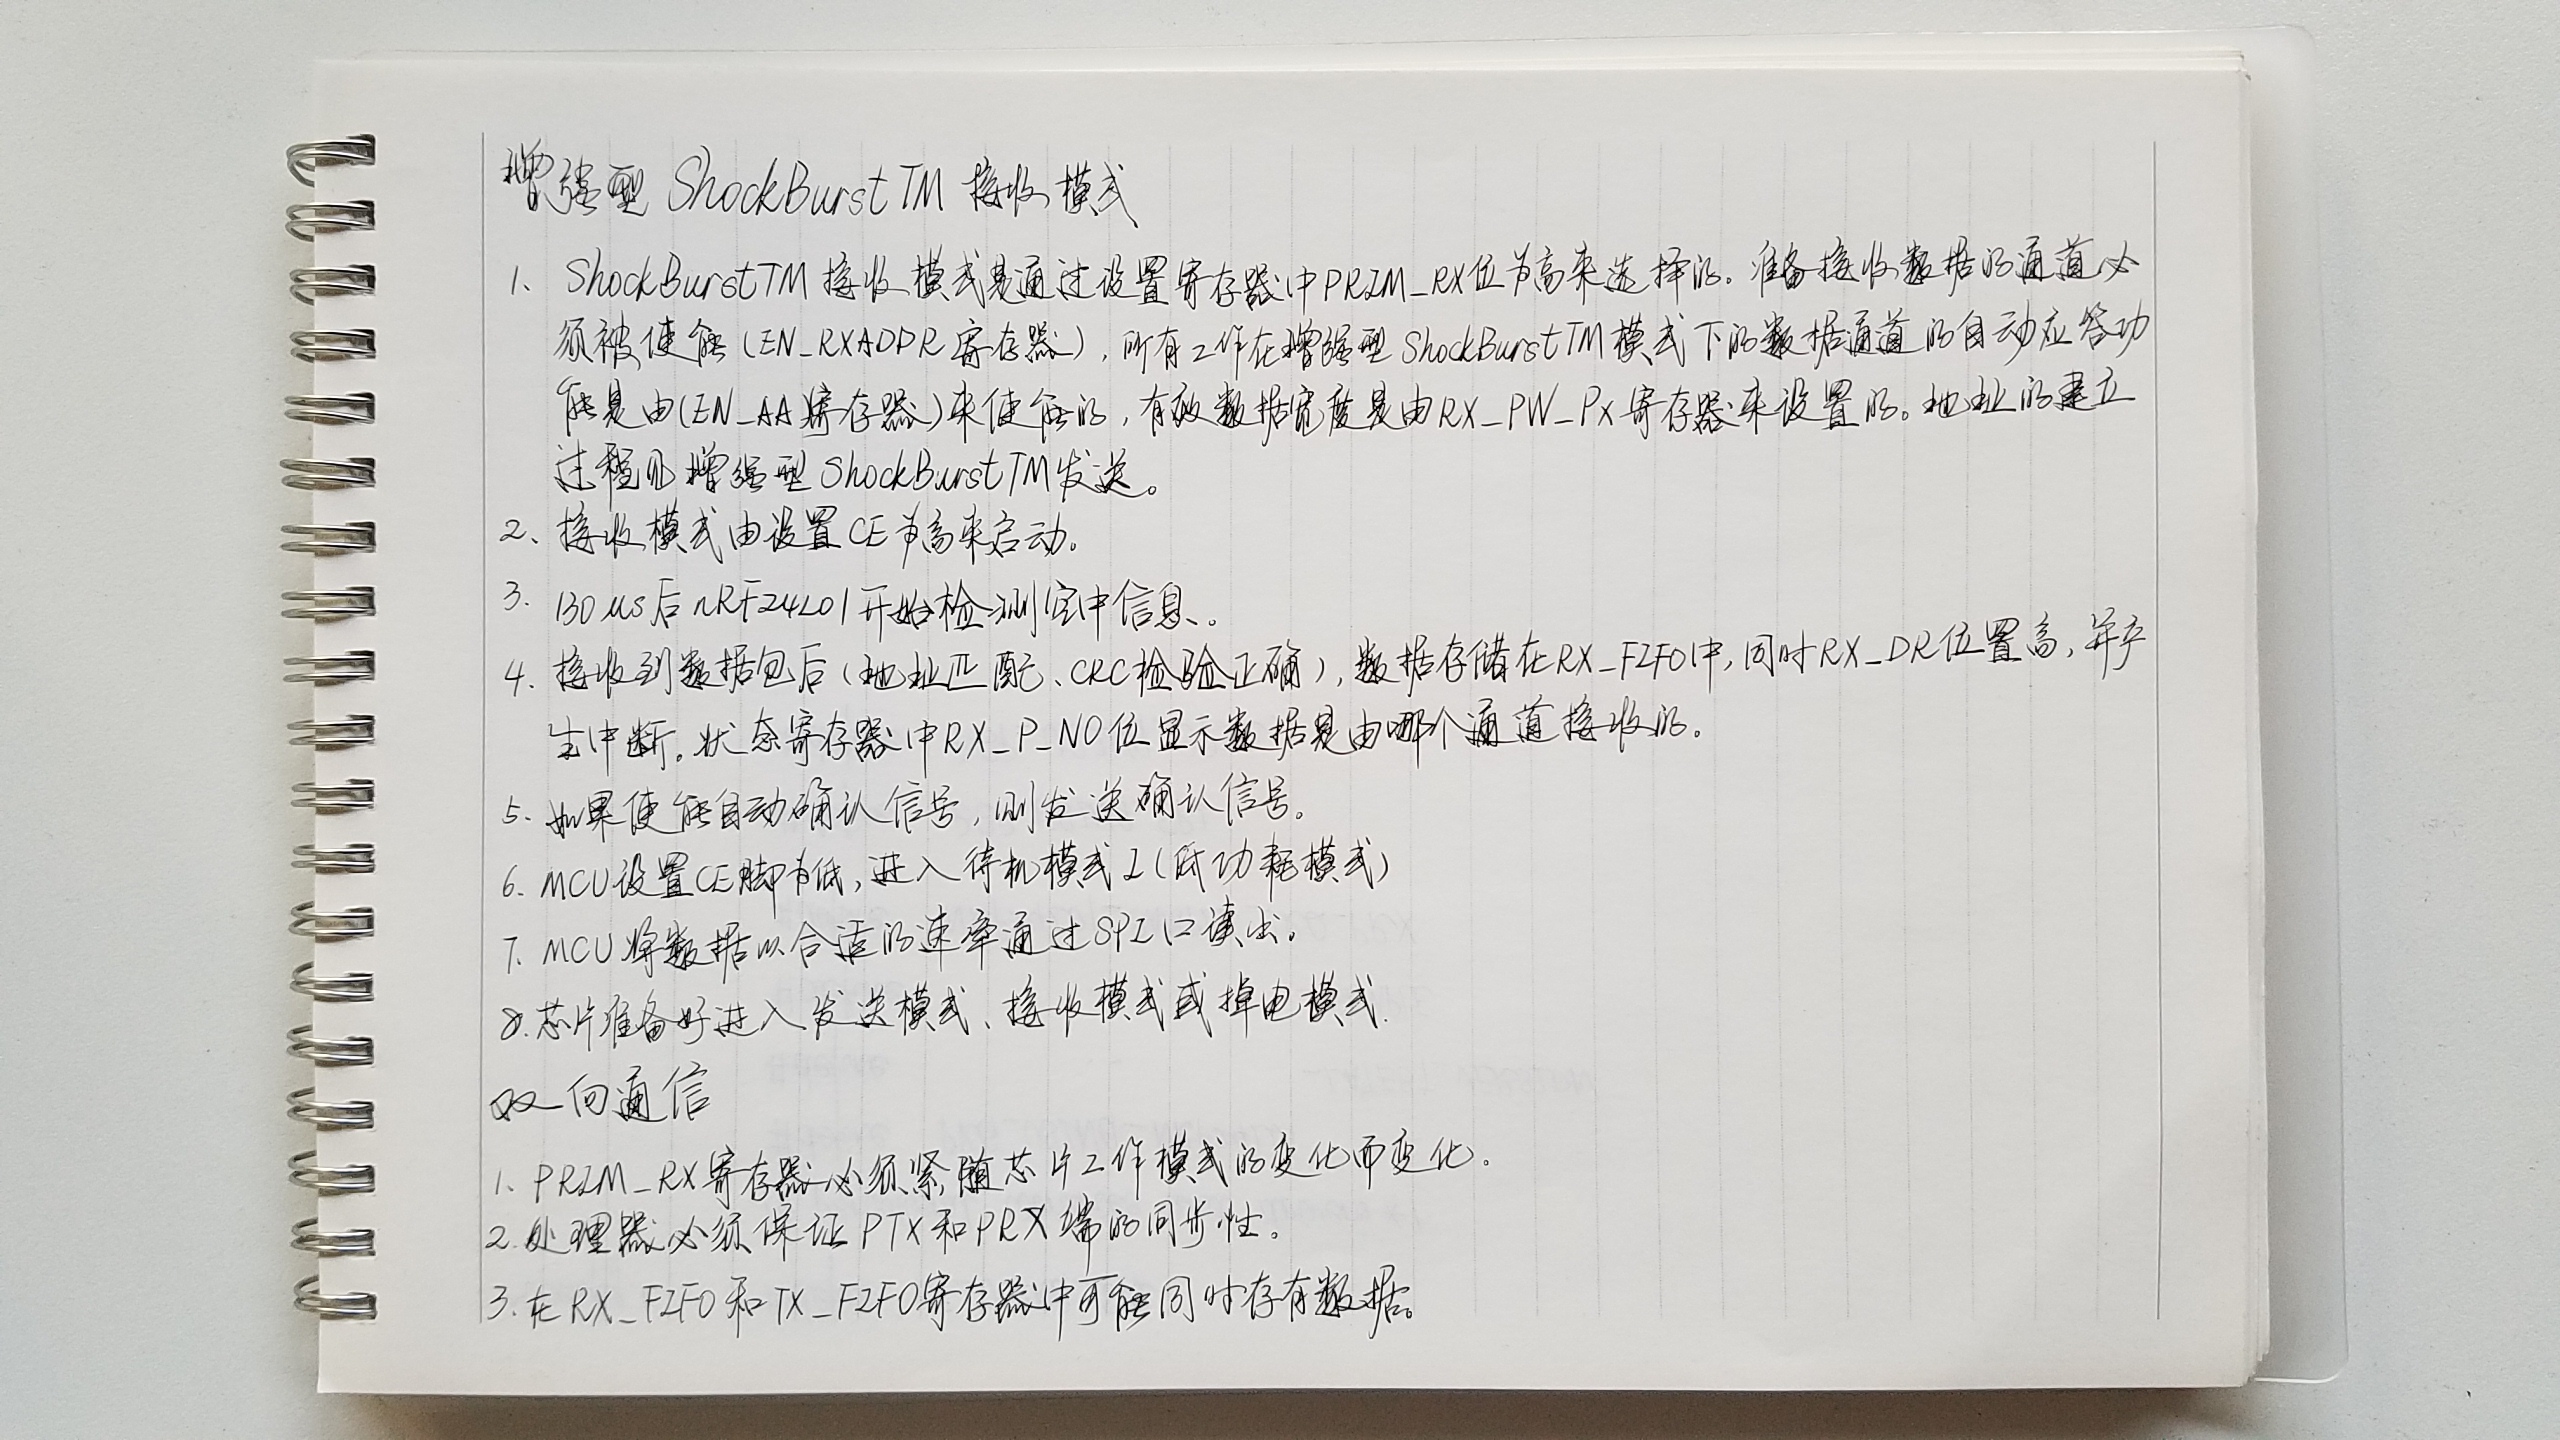 增强型 ShockBurstTM 接收模式
1、ShockBurstTM 接收模式是通过设置寄存器中PRIM_RX位为高来选择的。准备接收数据的通道必
须被使能(EN_RXADDR寄存器),所有工作在增强型ShockBurstTM模式下的数据通道的自动应答功
能是由(EN_AA寄存器)来使能的,有效数据宽度是由RX_PW_PX寄存器来设置的。地址的建立
过程见增强型ShockBurstTM发送。
2、接收模式由设置CE为高来启动。
3.130μs后nRF24L01开始检测空中信息。
4.接收到数据包后(地址匹配、CRC检验正确),数据存储在RX_FIFO中,同时RX_DR位置高,并产
生中断。状态寄存器中RX_P_NO位显示数据是由哪个通道接收的。
5.如果使能自动确认信号,则发送确认信号。
6.MCU设置CE脚为低,进入待机模式I(低功耗模式)
7.MCU将数据以合适的速率通过SPI口读出。
8.芯片准备好进入发送模式、接收模式或掉电模式.
双向通信
1.PRIM_RX寄存器必须紧随芯片工作模式的变化而变化.
2.处理器必须保证PTX和PRX端的同步性。
3.在RX_FIFO和TX_FIFO寄存器中可能同时存有数据。